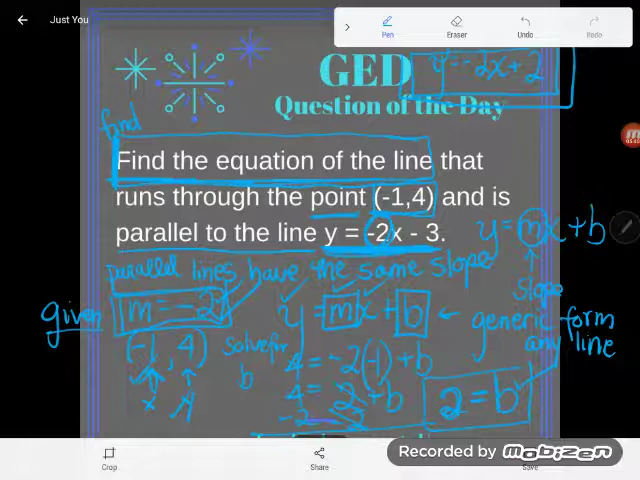 Just You
Pen
Eraser
Undo
Redo
GED
y = -2x + 2
Question of the Day
find
Find the equation of the line that
runs through the point (-1,4) and is
parallel to the line y = -2x - 3.
y = mx + b
parallel lines have the same slope
slope
given
m = -2
y = mx + b
generic form
any line
(-1, 4)
solve for
b
x
4 = -2(-1) + b
4 = 2 + b
-2 -2
2 = b
Crop
Share
Save
Recorded by Mobizen